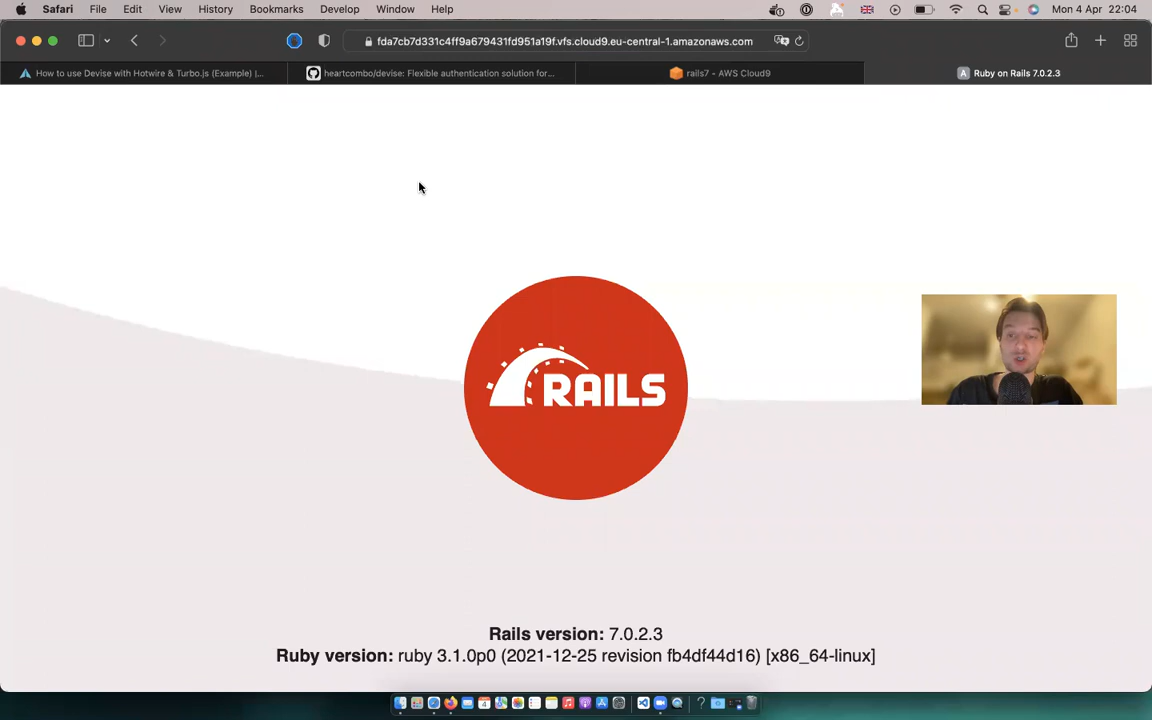 Safari File Edit View History Bookmarks Develop Window Help Mon 4 Apr 22:04
fda7cb7d331c4ff9a679431fd951a19f.vfs.cloud9.eu-central-1.amazonaws.com
How to use Devise with Hotwire & Turbo.js (Example) |... heartcombo/devise: Flexible authentication solution for... rails7 - AWS Cloud9 A Ruby on Rails 7.0.2.3
RAILS
Rails version: 7.0.2.3
Ruby version: ruby 3.1.0p0 (2021-12-25 revision fb4df44d16) [x86_64-linux]